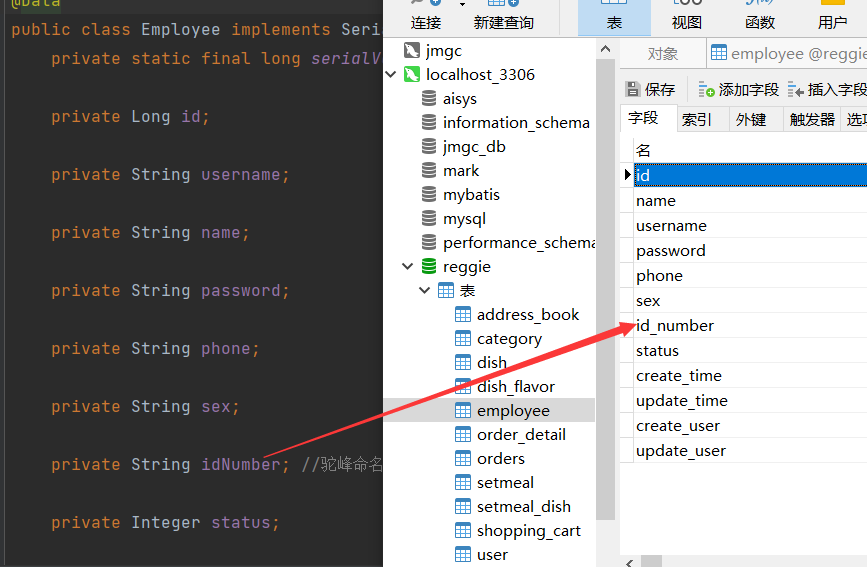 @Data
public class Employee implements Seri
private static final long serialV
private Long id;
private String username;
private String name;
private String password;
private String phone;
private String sex;
private String idNumber; //驼峰命名
private Integer status;
连接
新建查询
表
视图
函数
用户
jmgc
localhost_3306
aisys
information_schema
jmgc_db
mark
mybatis
mysql
performance_schema
reggie
表
address_book
category
dish
dish_flavor
employee
order_detail
orders
setmeal
setmeal_dish
shopping_cart
user
对象
employee @reggie
保存
添加字段
插入字段
字段
索引
外键
触发器
选项
名
id
name
username
password
phone
sex
id_number
status
create_time
update_time
create_user
update_user